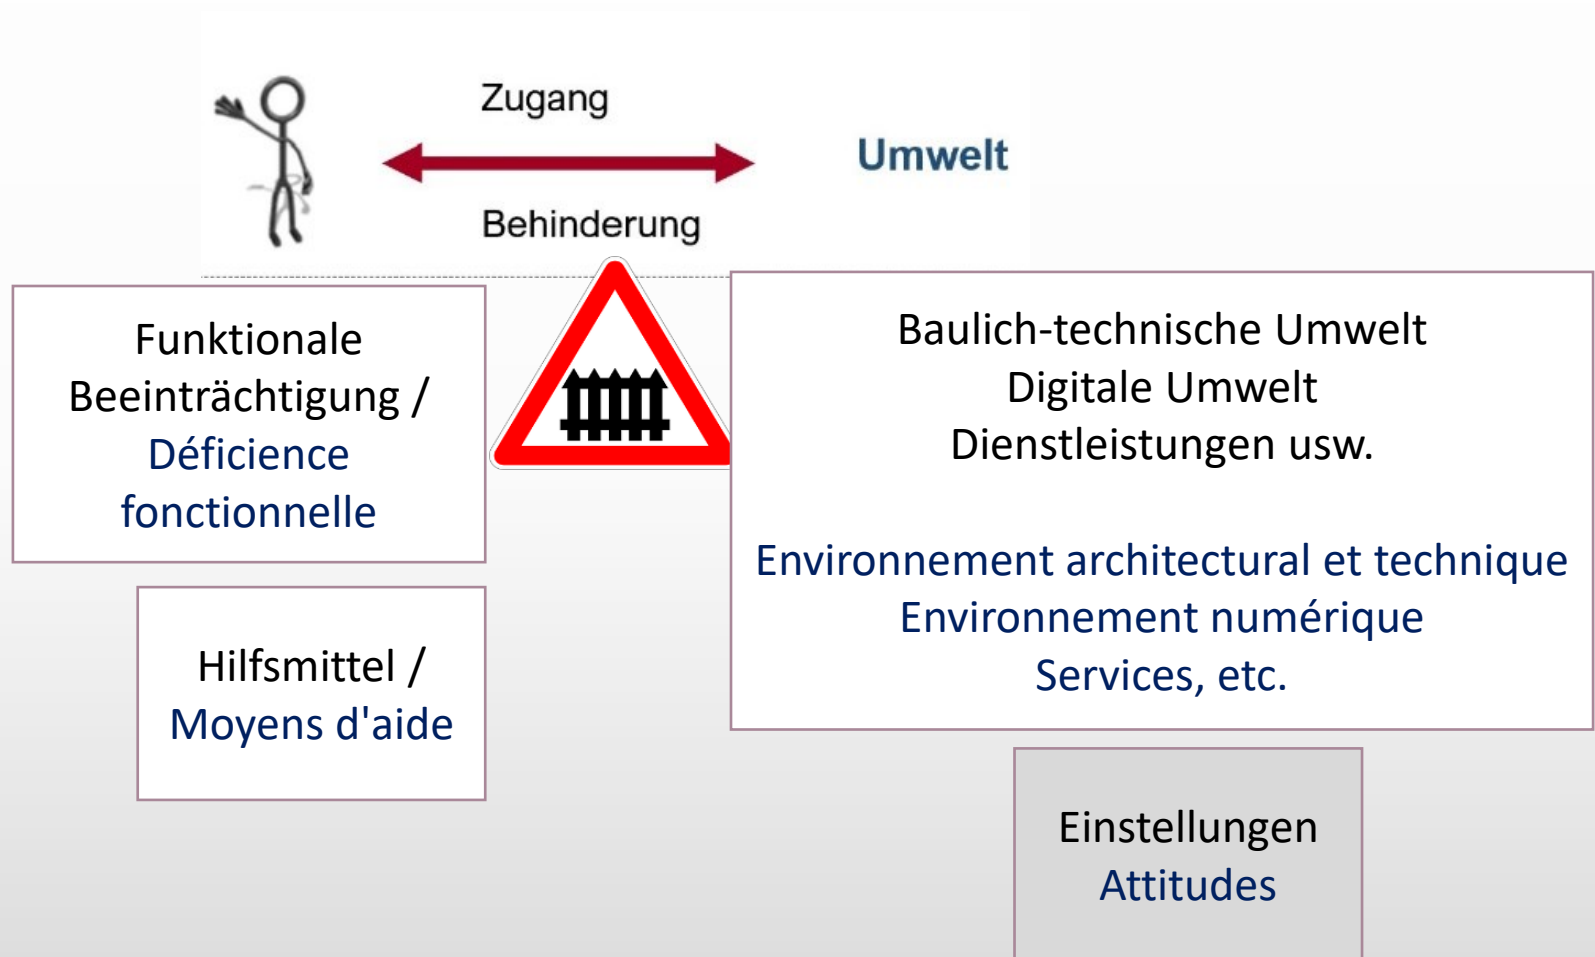 Zugang
Umwelt
Behinderung
Funktionale
Beeinträchtigung /
Déficience
fonctionnelle
Hilfsmittel /
Moyens d'aide
Baulich-technische Umwelt
Digitale Umwelt
Dienstleistungen usw.
Environnement architectural et technique
Environnement numérique
Services, etc.
Einstellungen
Attitudes